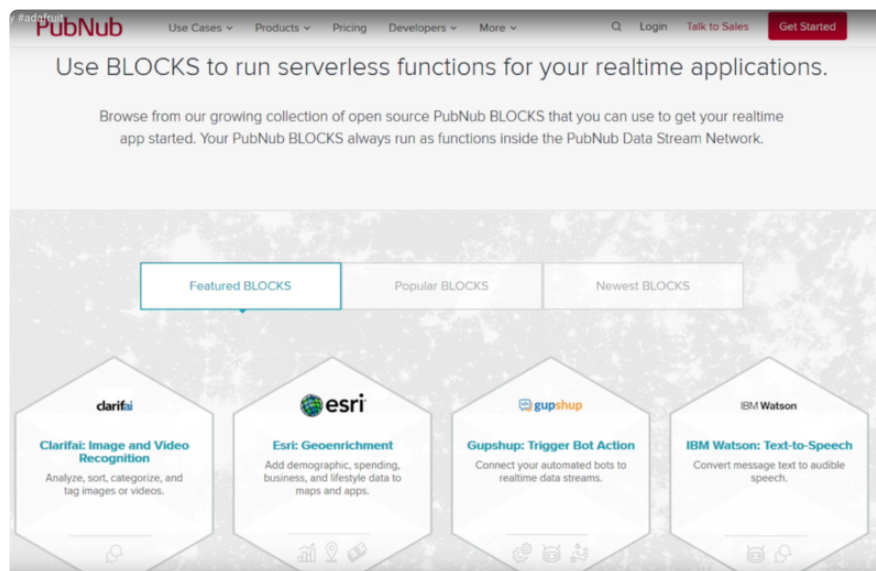 y #adafruit
PubNub
Use Cases Products Pricing Developers More Login Talk to Sales Get Started
Use BLOCKS to run serverless functions for your realtime applications.
Browse from our growing collection of open source PubNub BLOCKS that you can use to get your realtime
app started. Your PubNub BLOCKS always run as functions inside the PubNub Data Stream Network.
Featured BLOCKS Popular BLOCKS Newest BLOCKS
clarifai
Clarifai: Image and Video
Recognition
Analyze, sort, categorize, and
tag images or videos.
esri
Esri: Geoenrichment
Add demographic, spending,
business, and lifestyle data to
maps and apps.
gupshup
Gupshup: Trigger Bot Action
Connect your automated bots to
realtime data streams.
IBM Watson
IBM Watson: Text-to-Speech
Convert message text to audible
speech.